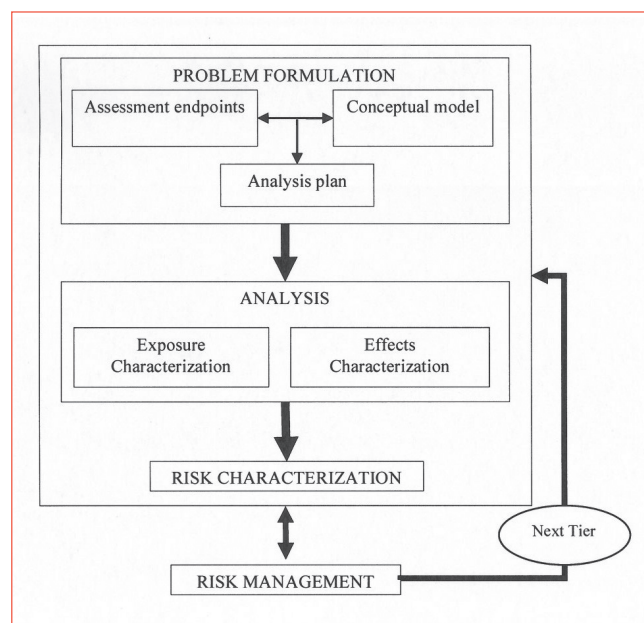 PROBLEM FORMULATION
Assessment endpoints
Conceptual model
Analysis plan
ANALYSIS
Exposure
Characterization
Effects
Characterization
RISK CHARACTERIZATION
Next Tier
RISK MANAGEMENT